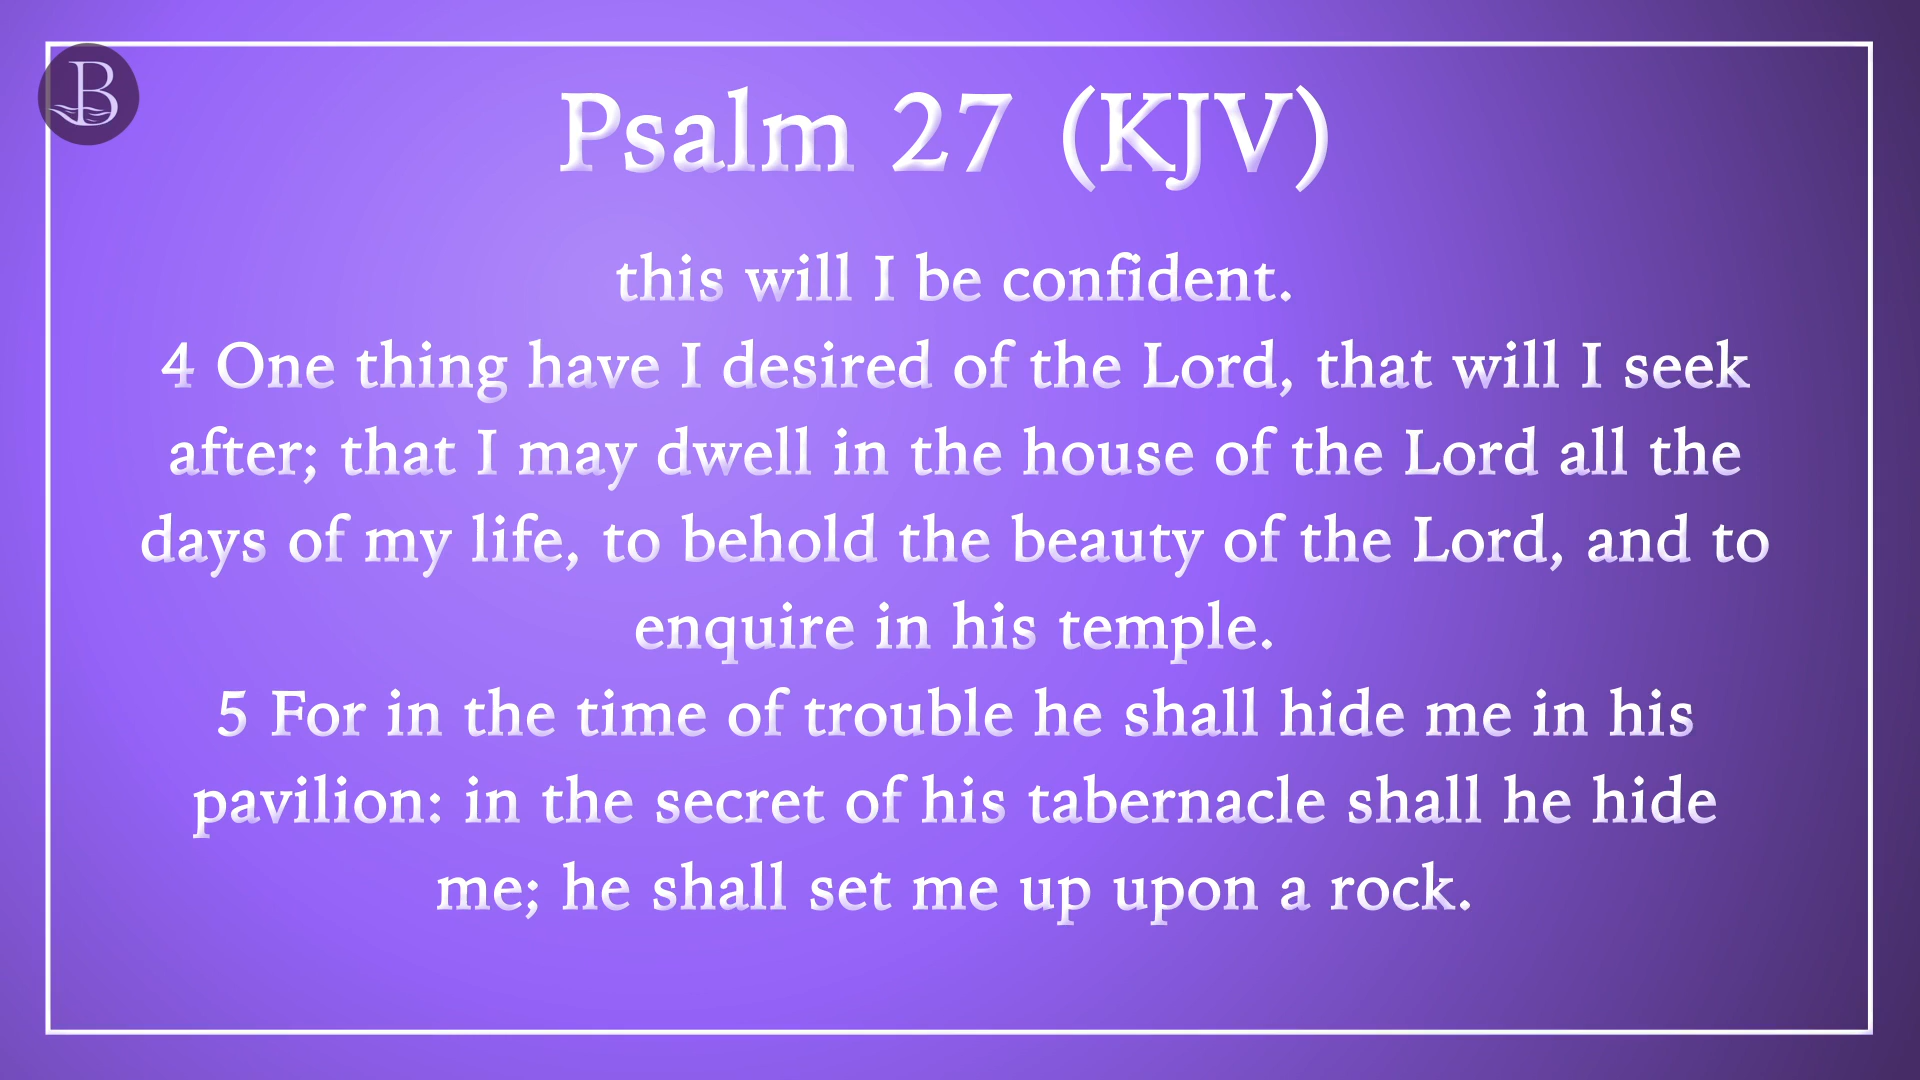 B
Psalm 27 (KJV)
this will I be confident.
4 One thing have I desired of the Lord, that will I seek
after; that I may dwell in the house of the Lord all the
days of my life, to behold the beauty of the Lord, and to
enquire in his temple.
5 For in the time of trouble he shall hide me in his
pavilion: in the secret of his tabernacle shall he hide
me; he shall set me up upon a rock.